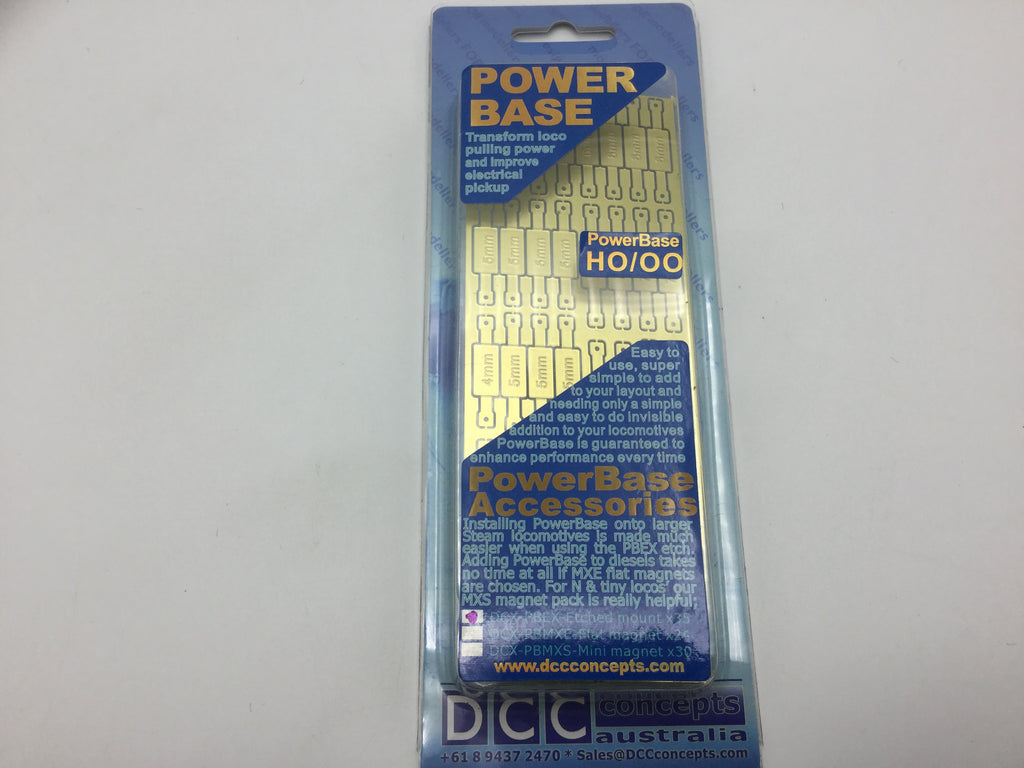 POWER
BASE
Transform loco
pulling power
and improve
electrical
pickup
5mm 5mm 5mm 5mm
PowerBase
HO/OO
4mm 5mm 5mm 5mm
Easy to
use, super
simple to add
to your layout and
needing only a simple
and easy to do invisible
addition to your locomotives
PowerBase is guaranteed to
enhance performance every time
PowerBase
Accessories
Installing PowerBase onto larger
Steam locomotives is made much
easier when using the PBEX etch.
Adding PowerBase to diesels takes
no time at all if MXE flat magnets
are chosen. For N & tiny locos' our
MXS magnet pack is really helpful;
DCX-PBEX-Etched mount x35
DCX-PBMXE-Flat magnet x24
DCX-PBMXS-Mini magnet x30
www.dccconcepts.com
DCC concepts
australia
+61 8 9437 2470 * Sales@DCCconcepts.com